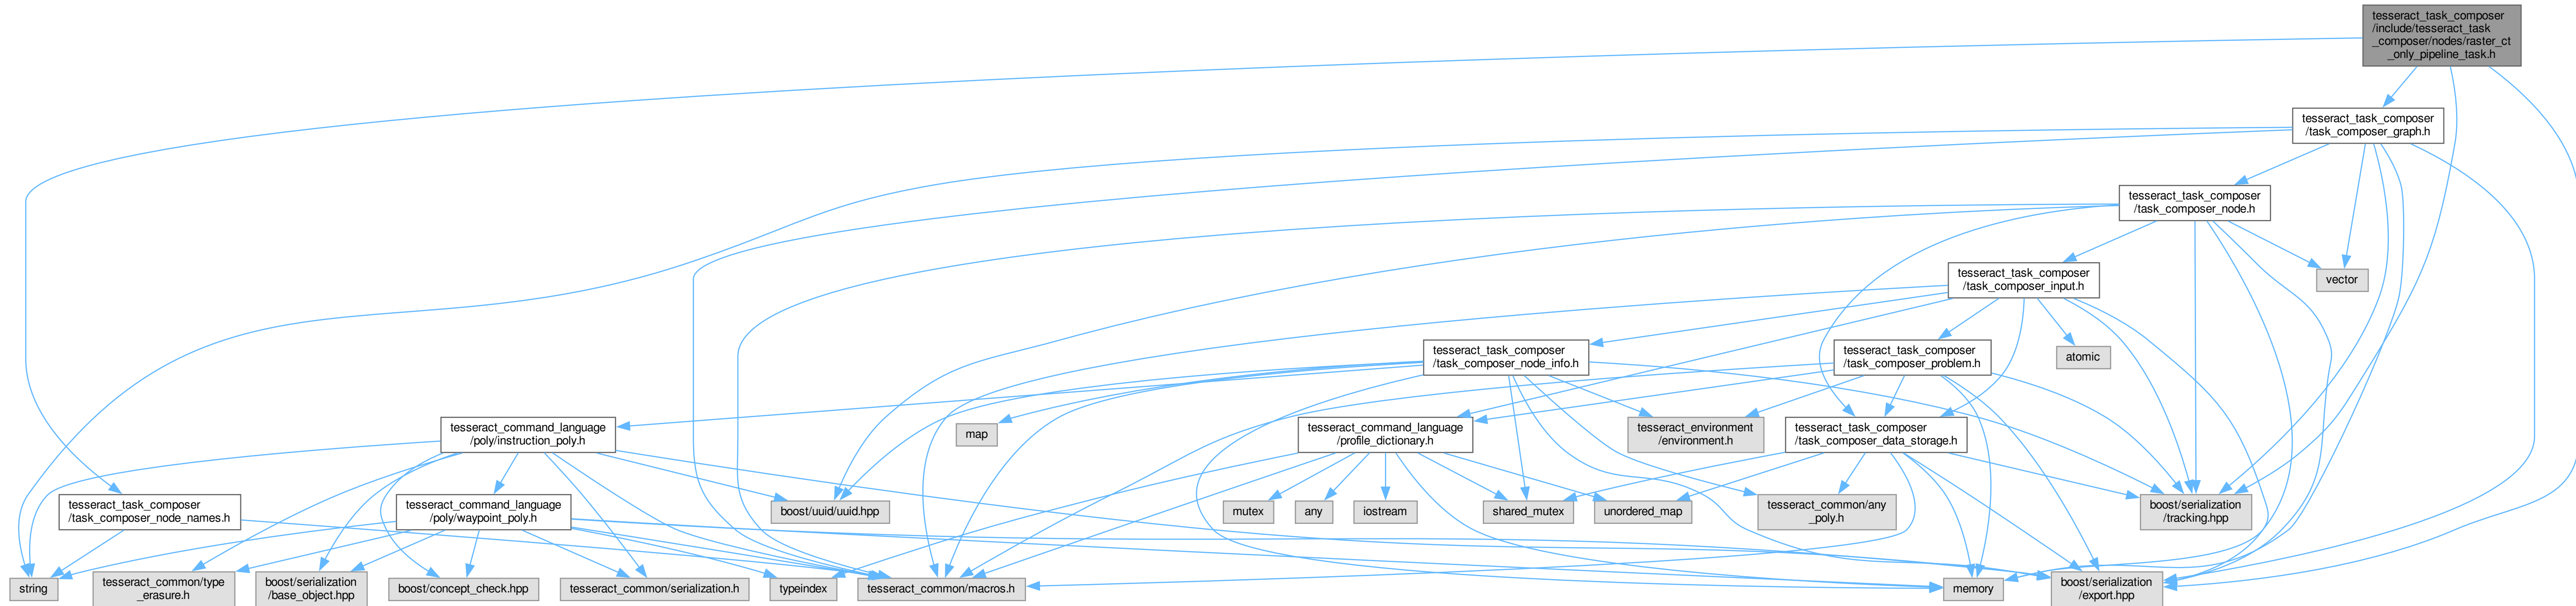 tesseract_task_composer
/include/tesseract_task
_composer/nodes/raster_ct
_only_pipeline_task.h
tesseract_task_composer
/task_composer_graph.h
tesseract_task_composer
/task_composer_node.h
tesseract_task_composer
/task_composer_input.h
vector
tesseract_task_composer
/task_composer_node_info.h
tesseract_task_composer
/task_composer_problem.h
atomic
tesseract_command_language
/poly/instruction_poly.h
map
tesseract_command_language
/profile_dictionary.h
tesseract_environment
/environment.h
tesseract_task_composer
/task_composer_data_storage.h
tesseract_task_composer
/task_composer_node_names.h
tesseract_command_language
/poly/waypoint_poly.h
boost/uuid/uuid.hpp
mutex
any
iostream
shared_mutex
unordered_map
tesseract_common/any
_poly.h
boost/serialization
/tracking.hpp
string
tesseract_common/type
_erasure.h
boost/serialization
/base_object.hpp
boost/concept_check.hpp
tesseract_common/serialization.h
typeindex
tesseract_common/macros.h
memory
boost/serialization
/export.hpp